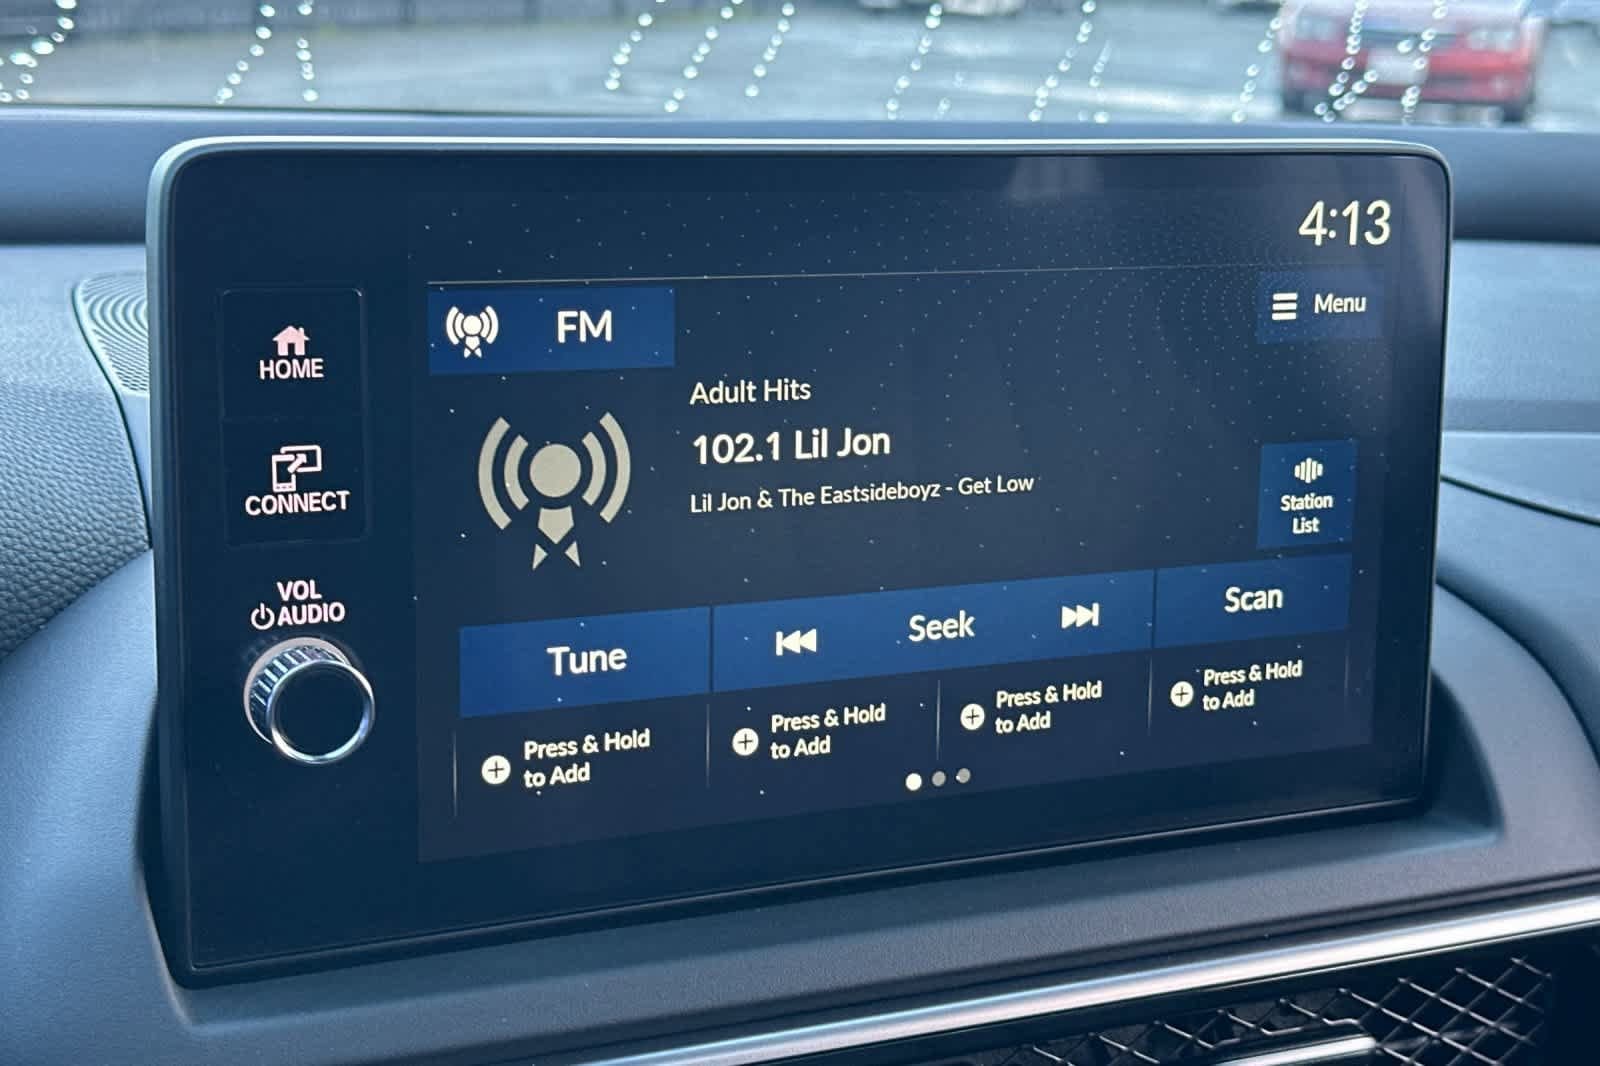 4:13
HOME
CONNECT
VOL
AUDIO
FM
Menu
Adult Hits
102.1 Lil Jon
Lil Jon & The Eastsideboyz - Get Low
Station
List
Tune
Seek
Scan
Press & Hold
to Add
Press & Hold
to Add
Press & Hold
to Add
Press & Hold
to Add